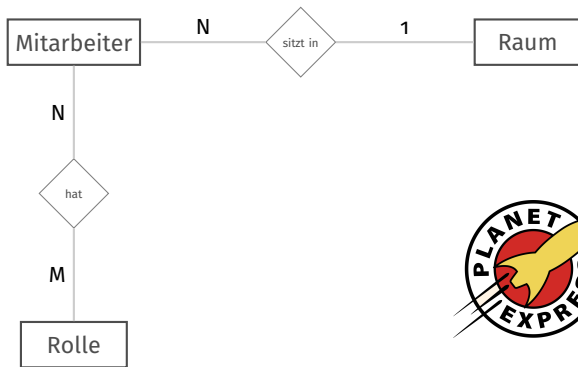 Mitarbeiter
N
sitzt in
1
Raum
N
hat
M
Rolle
PLANET
EXPRE